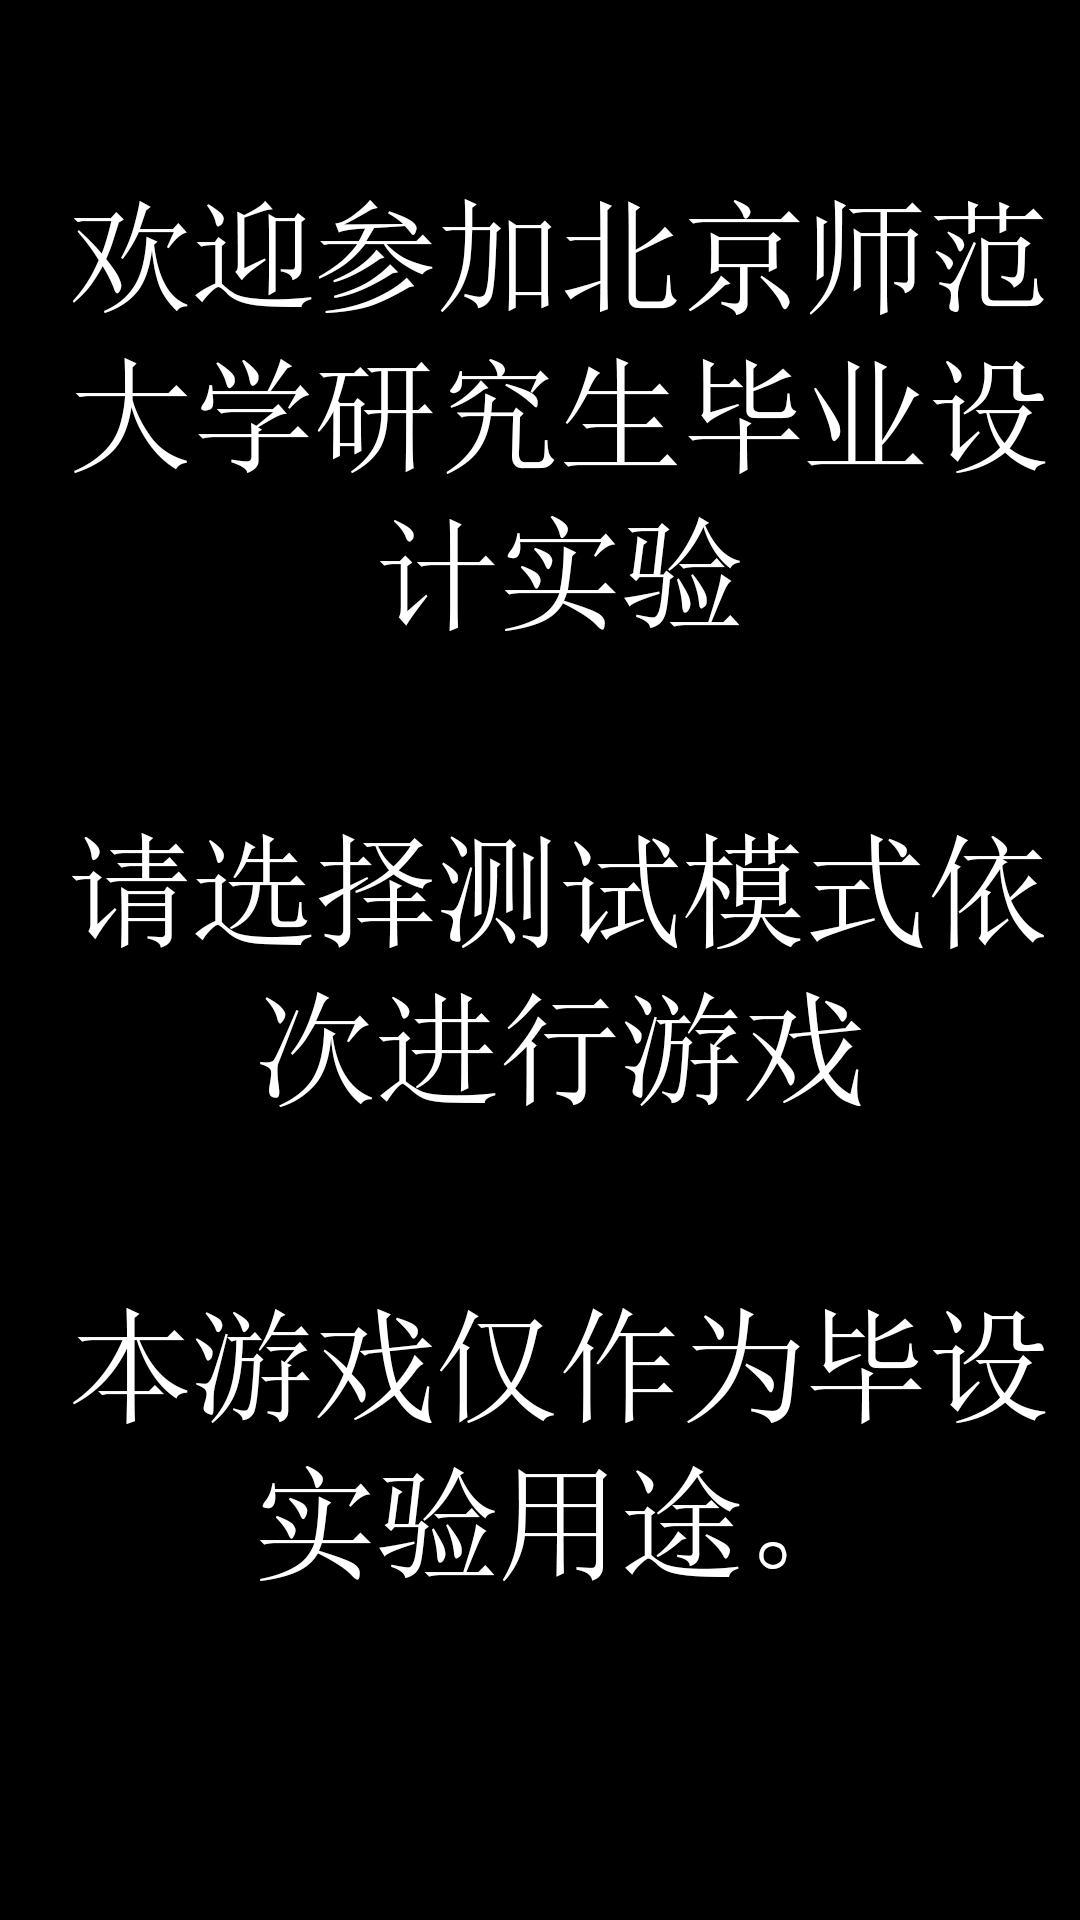 欢迎参加北京师范
大学研究生毕业设
计实验
请选择测试模式依
次进行游戏
本游戏仅作为毕设
实验用途。